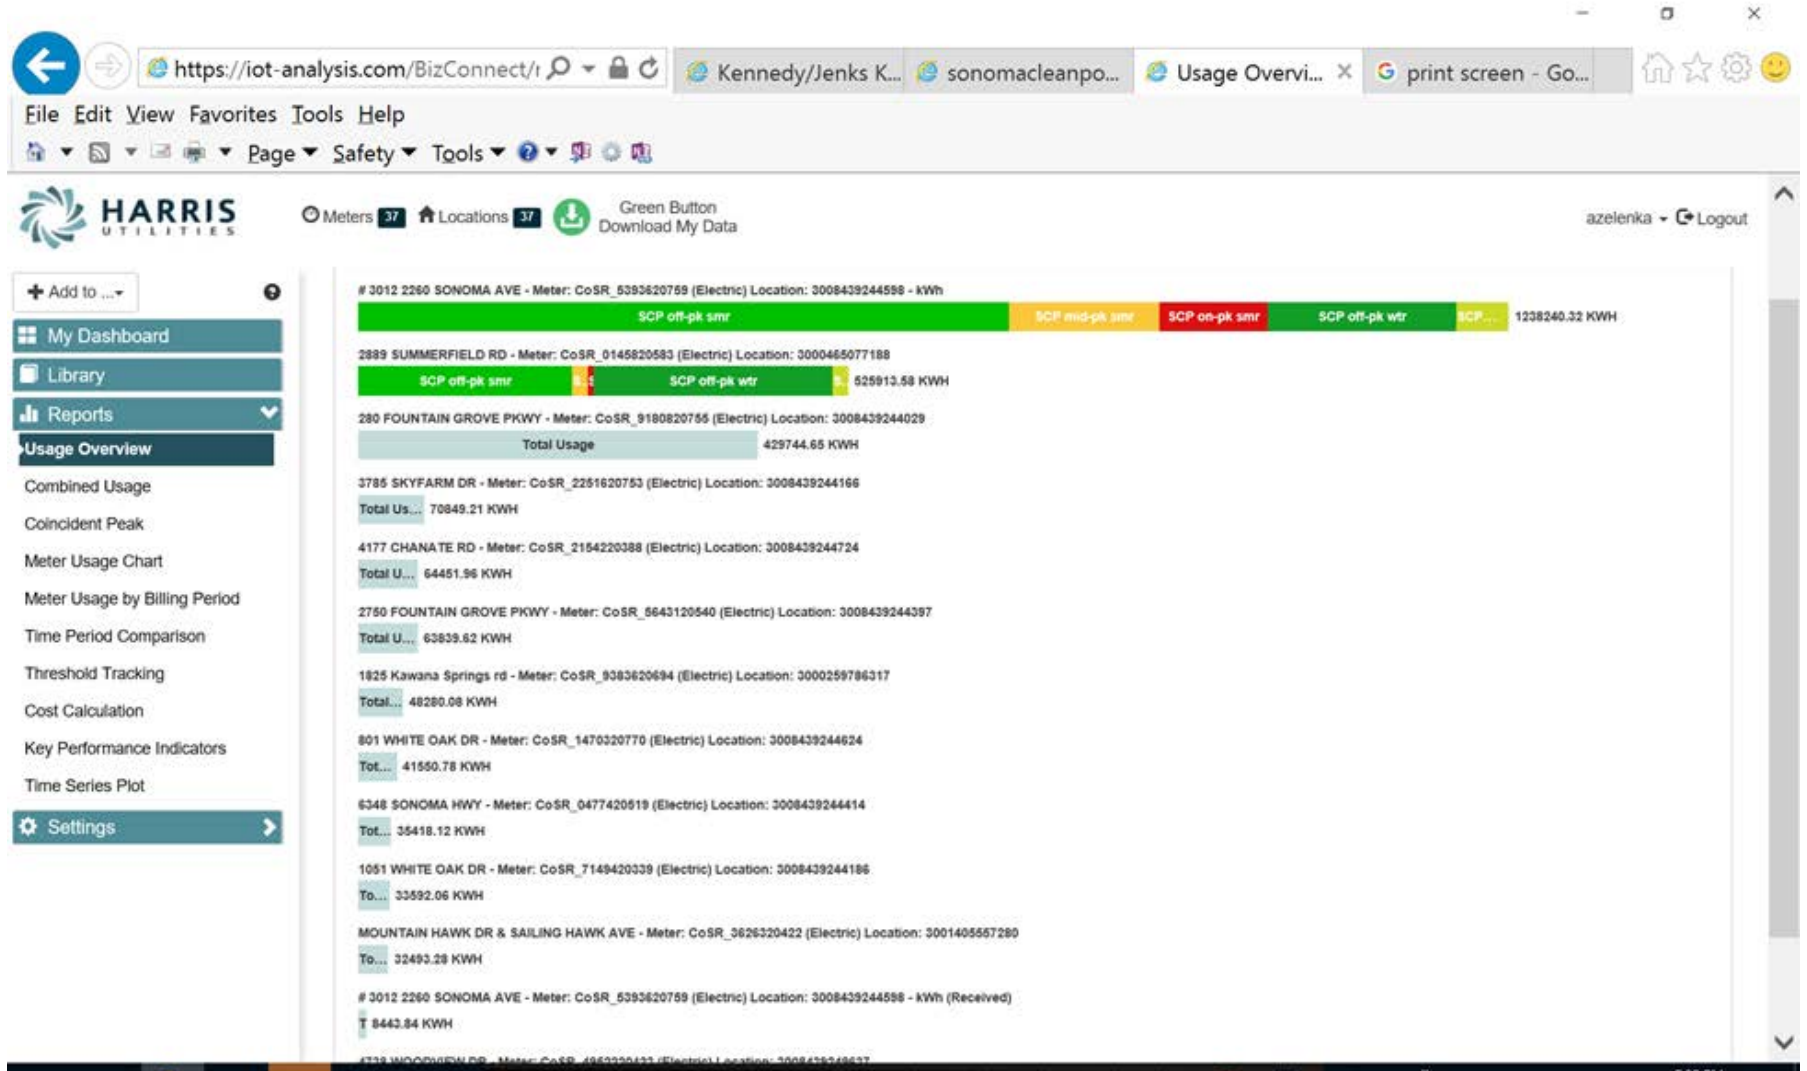 https://iot-analysis.com/BizConnect/r
Kennedy/Jenks K...
sonomacleanpo...
Usage Overvi...
print screen - Go...
File Edit View Favorites Tools Help
Page Safety Tools
HARRIS
UTILITIES
Meters 37 Locations 37
Green Button
Download My Data
azelenka Logout
Add to ...
My Dashboard
Library
Reports
Usage Overview
Combined Usage
Coincident Peak
Meter Usage Chart
Meter Usage by Billing Period
Time Period Comparison
Threshold Tracking
Cost Calculation
Key Performance Indicators
Time Series Plot
Settings
# 3012 2260 SONOMA AVE - Meter: CoSR_5393620759 (Electric) Location: 3008439244598 - kWh
SCP off-pk smr SCP mid-pk smr SCP on-pk smr SCP off-pk wtr SCP... 1238240.32 KWH
2889 SUMMERFIELD RD - Meter: CoSR_0145820583 (Electric) Location: 3000465077188
SCP off-pk smr S. S SCP off-pk wtr S. 525913.58 KWH
280 FOUNTAIN GROVE PKWY - Meter: CoSR_9180820755 (Electric) Location: 3008439244029
Total Usage 429744.65 KWH
3785 SKYFARM DR - Meter: CoSR_2251620753 (Electric) Location: 3008439244166
Total Us... 70849.21 KWH
4177 CHANATE RD - Meter: CoSR_2154220388 (Electric) Location: 3008439244724
Total U... 64451.96 KWH
2750 FOUNTAIN GROVE PKWY - Meter: CoSR_5643120540 (Electric) Location: 3008439244397
Total U... 63839.62 KWH
1825 Kawana Springs rd - Meter: CoSR_9383620694 (Electric) Location: 3000259786317
Total... 48280.08 KWH
801 WHITE OAK DR - Meter: CoSR_1470320770 (Electric) Location: 3008439244624
Tot... 41550.78 KWH
6348 SONOMA HWY - Meter: CoSR_0477420519 (Electric) Location: 3008439244414
Tot... 35418.12 KWH
1051 WHITE OAK DR - Meter: CoSR_7149420339 (Electric) Location: 3008439244186
To... 33592.06 KWH
MOUNTAIN HAWK DR & SAILING HAWK AVE - Meter: CoSR_3626320422 (Electric) Location: 3001405557280
To... 32493.28 KWH
# 3012 2260 SONOMA AVE - Meter: CoSR_5393620759 (Electric) Location: 3008439244598 - kWh (Received)
T 8443.84 KWH
4738 WOODVIEW DR - Meter: (Electric) Location: